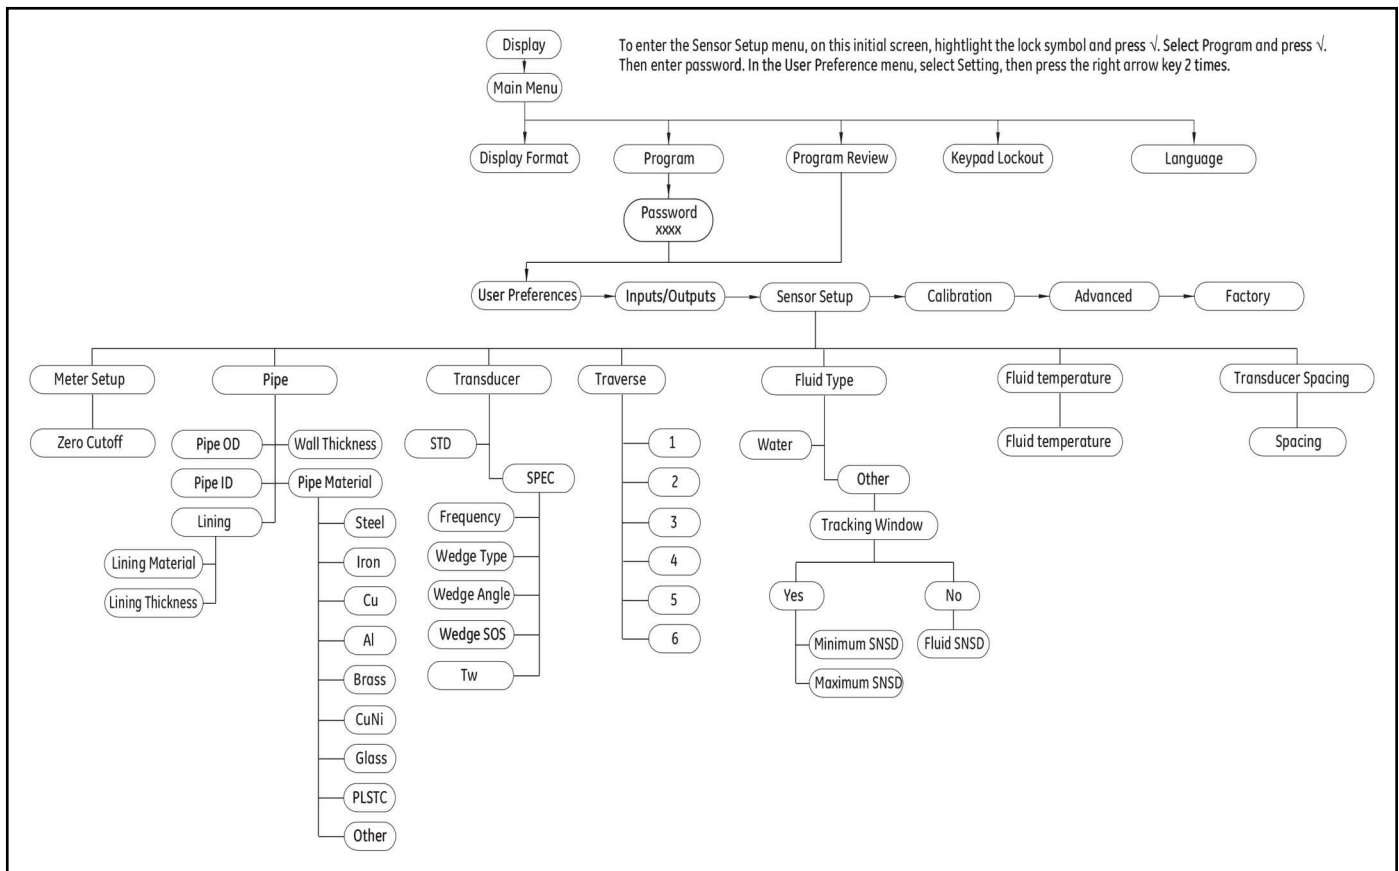 Display
To enter the Sensor Setup menu, on this initial screen, hightlight the lock symbol and press √. Select Program and press √.
Then enter password. In the User Preference menu, select Setting, then press the right arrow key 2 times.
Main Menu
Display Format
Program
Program Review
Keypad Lockout
Language
Password
xxxx
User Preferences
Inputs/Outputs
Sensor Setup
Calibration
Advanced
Factory
Meter Setup
Pipe
Transducer
Traverse
Fluid Type
Fluid temperature
Transducer Spacing
Zero Cutoff
Pipe OD
Wall Thickness
Pipe ID
Pipe Material
Lining
Lining Material
Lining Thickness
Steel
Iron
Cu
Al
Brass
CuNi
Glass
PLSTC
Other
STD
SPEC
Frequency
Wedge Type
Wedge Angle
Wedge SOS
Tw
1
2
3
4
5
6
Water
Other
Tracking Window
Yes
No
Minimum SNSD
Maximum SNSD
Fluid SNSD
Fluid temperature
Spacing